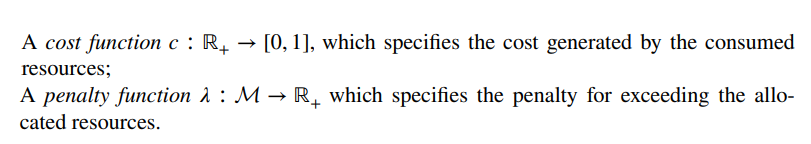 A cost function c : ℝ₊ → [0, 1], which specifies the cost generated by the consumed
resources;
A penalty function λ : ℳ → ℝ₊ which specifies the penalty for exceeding the allo-
cated resources.